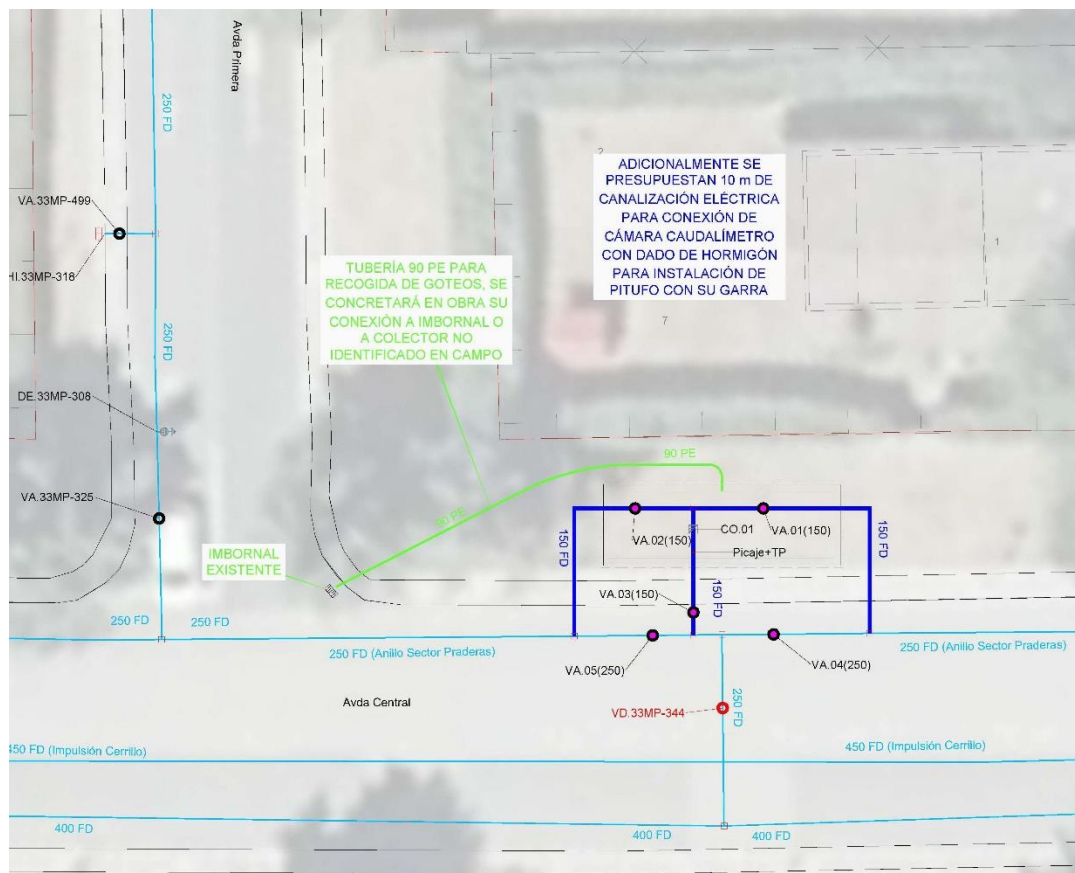 Avda Primera
250 FD
VA.33MP-499
HI.33MP-318
250 FD
DE.33MP-308
VA.33MP-325
ADICIONALMENTE SE
PRESUPUESTAN 10 m DE
CANALIZACIÓN ELÉCTRICA
PARA CONEXIÓN DE
CÁMARA CAUDALÍMETRO
CON DADO DE HORMIGÓN
PARA INSTALACIÓN DE
PITUFO CON SU GARRA
2
1
7
TUBERÍA 90 PE PARA
RECOGIDA DE GOTEOS, SE
CONCRETARÁ EN OBRA SU
CONEXIÓN A IMBORNAL O
A COLECTOR NO
IDENTIFICADO EN CAMPO
90 PE
90 PE
IMBORNAL
EXISTENTE
150 FD
VA.02(150)
CO.01
VA.01(150)
150 FD
Picaje+TP
VA.03(150)
150 FD
250 FD
250 FD
250 FD (Anillo Sector Praderas)
VA.05(250)
VA.04(250)
250 FD (Anillo Sector Praderas)
Avda Central
VD.33MP-344
250 FD
450 FD (Impulsión Cerrillo)
450 FD (Impulsión Cerrillo)
400 FD
400 FD
400 FD